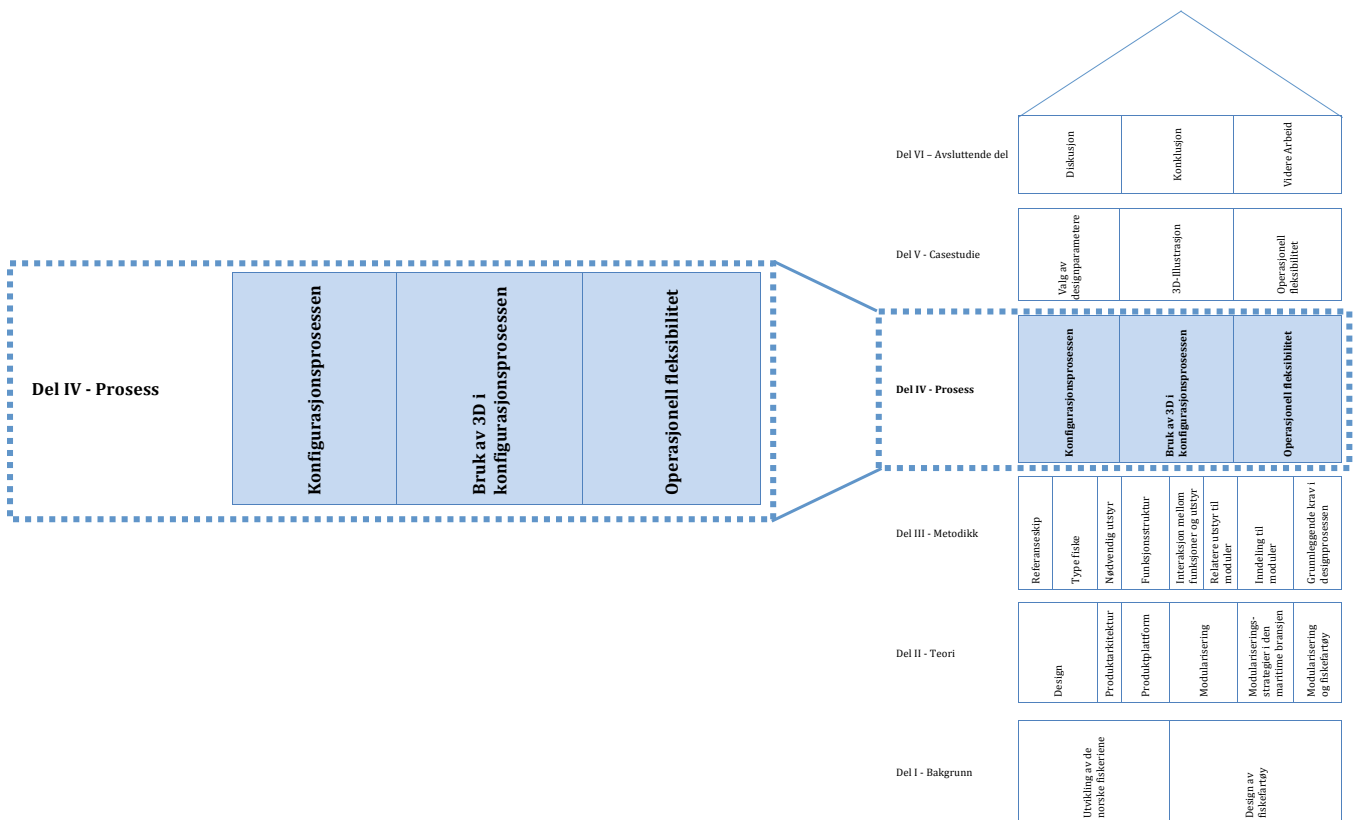 Del IV - Prosess
Konfigurasjonsprosessen
Bruk av 3D i
konfigurasjonsprosessen
Operasjonell fleksibilitet
Del VI – Avsluttende del
Diskusjon
Konklusjon
Videre Arbeid
Del V - Casestudie
Valg av
designparametere
3D-Illustrasjon
Operasjonell
fleksibilitet
Del IV - Prosess
Konfigurasjonsprosessen
Bruk av 3D i
konfigurasjonsprosessen
Operasjonell fleksibilitet
Del III - Metodikk
Referanseskip
Type fiske
Nødvendig utstyr
Funksjonsstruktur
Interaksjon mellom
funksjoner og utstyr
Relatere utstyr til
moduler
Inndeling til
moduler
Grunnleggende krav i
designprosessen
Del II - Teori
Design
Produktarkitektur
Produktplattform
Modularisering
Modulariserings-
strategier i den
maritime bransjen
Modularisering
og fiskefartøy
Del I - Bakgrunn
Utvikling av de
norske fiskeriene
Design av
fiskefartøy